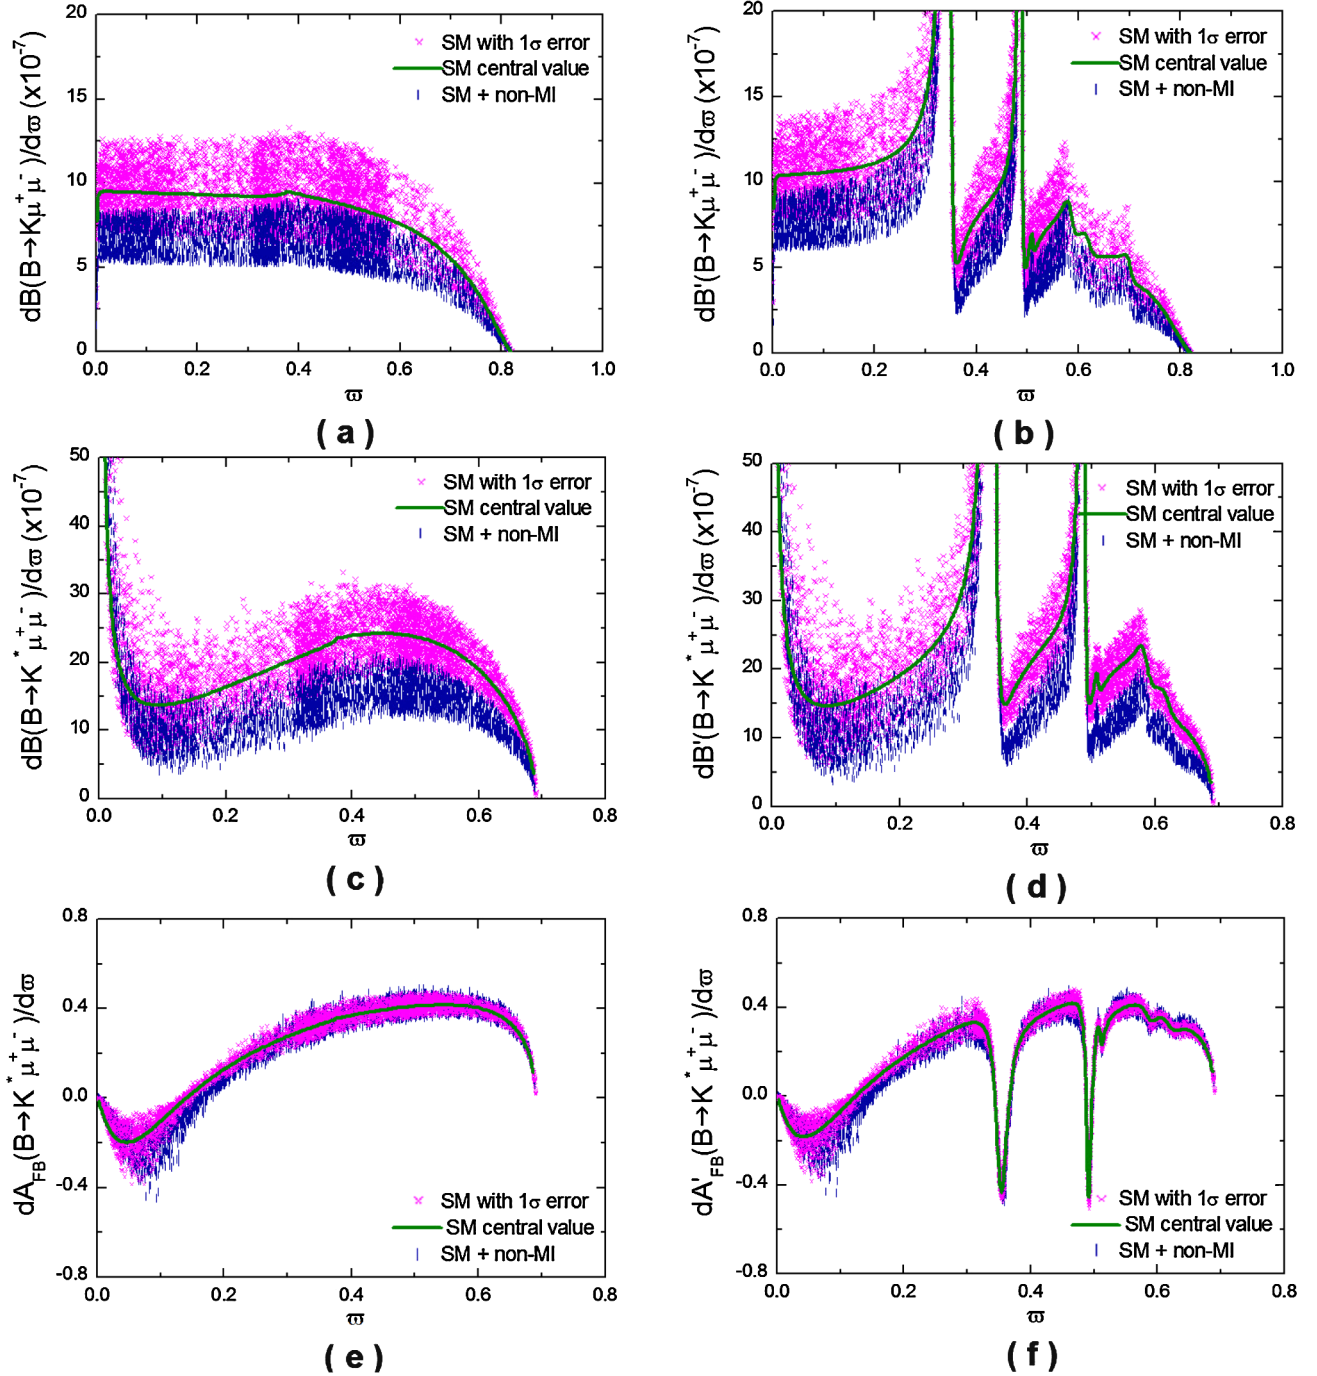 dB(B→Kμ⁺μ⁻)/dϖ (x10⁻⁷)
20
15
10
5
0
SM with 1σ error
SM central value
SM + non-MI
0.0 0.2 0.4 0.6 0.8 1.0
ϖ
( a )
dB'(B→Kμ⁺μ⁻)/dϖ (x10⁻⁷)
20
15
10
5
0
SM with 1σ error
SM central value
SM + non-MI
0.0 0.2 0.4 0.6 0.8 1.0
ϖ
( b )
dB(B→K*μ⁺μ⁻)/dϖ (x10⁻⁷)
50
40
30
20
10
0
SM with 1σ error
SM central value
SM + non-MI
0.0 0.2 0.4 0.6 0.8
ϖ
( c )
dB'(B→K*μ⁺μ⁻)/dϖ (x10⁻⁷)
50
40
30
20
10
0
SM with 1σ error
SM central value
SM + non-MI
0.0 0.2 0.4 0.6 0.8
ϖ
( d )
dA_FB(B→K*μ⁺μ⁻)/dϖ
0.8
0.4
0.0
-0.4
-0.8
SM with 1σ error
SM central value
SM + non-MI
0.0 0.2 0.4 0.6 0.8
ϖ
( e )
dA'_FB(B→K*μ⁺μ⁻)/dϖ
0.8
0.4
0.0
-0.4
-0.8
SM with 1σ error
SM central value
SM + non-MI
0.0 0.2 0.4 0.6 0.8
ϖ
( f )